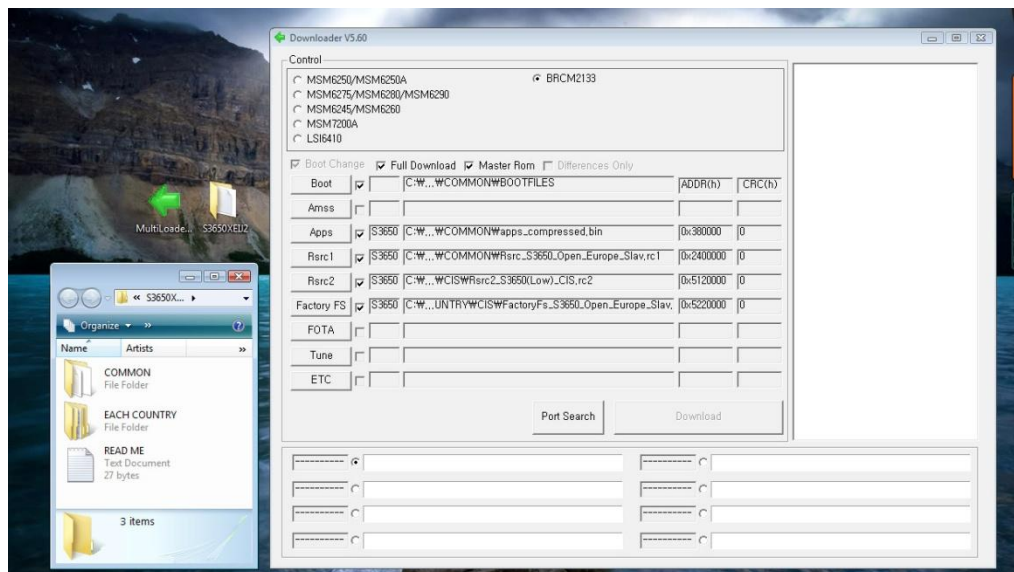 Downloader V5.60
Control
MSM6250/MSM6250A
BRCM2133
MSM6275/MSM6280/MSM6290
MSM6245/MSM6260
MSM7200A
LSI6410
Boot Change Full Download Master Rom Differences Only
Boot C:₩...₩COMMON₩BOOTFILES ADDR(h) CRC(h)
Amss
Apps S3650 C:₩...₩COMMON₩apps_compressed.bin 0x380000 0
Rsrc1 S3650 C:₩...₩COMMON₩Rsrc_S3650_Open_Europe_Slav.rc1 0x2400000 0
Rsrc2 S3650 C:₩...₩CIS₩Rsrc2_S3650(Low)_CIS.rc2 0x5120000 0
Factory FS S3650 C:₩...UNTRY₩CIS₩FactoryFs_S3650_Open_Europe_Slav. 0x5220000 0
FOTA
Tune
ETC
Port Search Download
---------- ----------
---------- ----------
---------- ----------
---------- ----------
MultiLoade... S3650XEIJ2
« S3650X...
Organize »
Name Artists »
COMMON
File Folder
EACH COUNTRY
File Folder
READ ME
Text Document
27 bytes
3 items